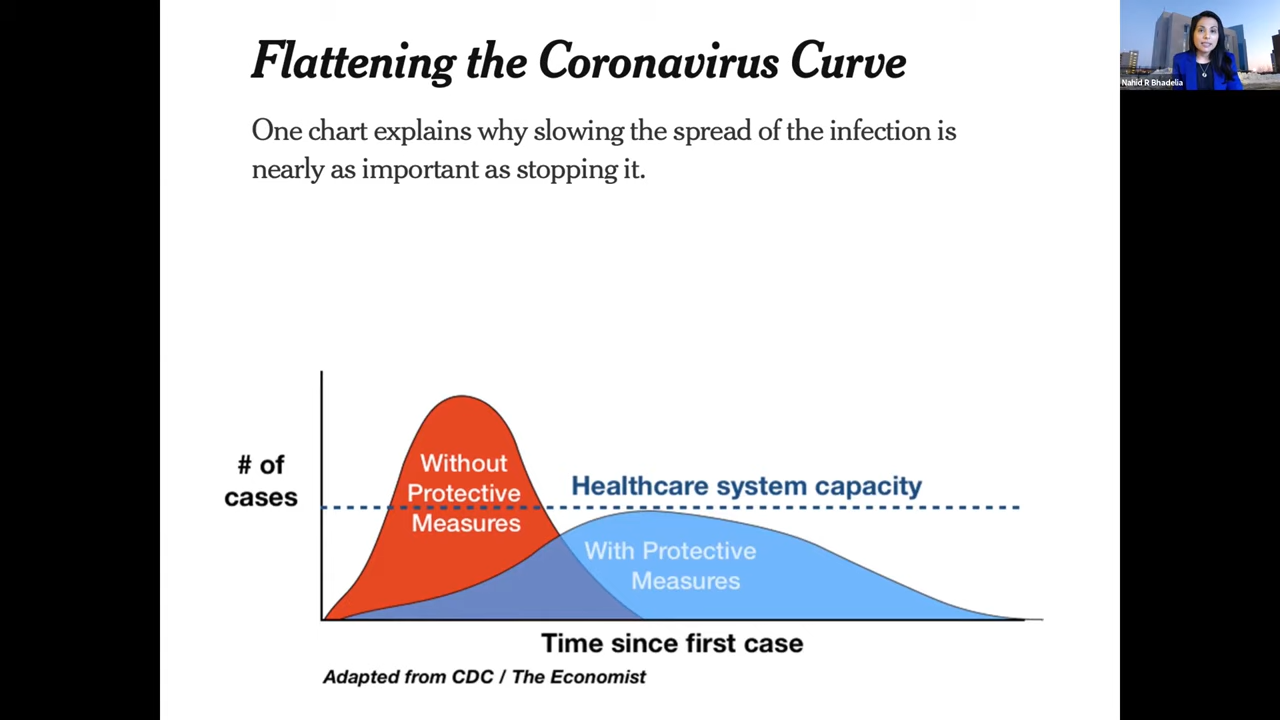 Flattening the Coronavirus Curve
One chart explains why slowing the spread of the infection is
nearly as important as stopping it.
Nahid R Bhadelia
# of
cases
Without
Protective
Measures
Healthcare system capacity
With Protective
Measures
Time since first case
Adapted from CDC / The Economist